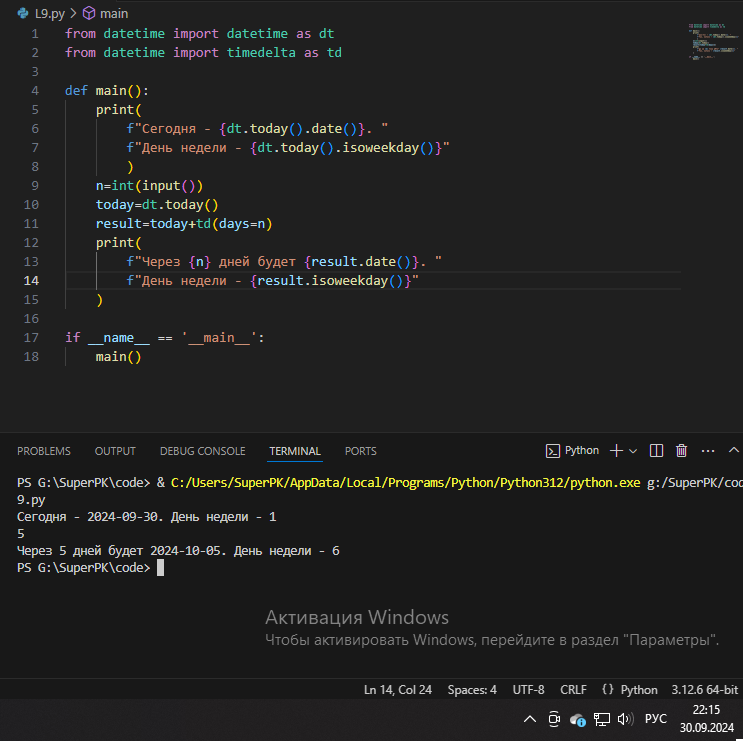 L9.py > main
1 from datetime import datetime as dt
2 from datetime import timedelta as td
3
4 def main():
5     print(
6         f"Сегодня - {dt.today().date()}. "
7         f"День недели - {dt.today().isoweekday()}"
8         )
9     n=int(input())
10     today=dt.today()
11     result=today+td(days=n)
12     print(
13         f"Через {n} дней будет {result.date()}. "
14         f"День недели - {result.isoweekday()}"
15     )
16
17 if __name__ == '__main__':
18     main()
PROBLEMS OUTPUT DEBUG CONSOLE TERMINAL PORTS Python
PS G:\SuperPK\code> & C:/Users/SuperPK/AppData/Local/Programs/Python/Python312/python.exe g:/SuperPK/cod
9.py
Сегодня - 2024-09-30. День недели - 1
5
Через 5 дней будет 2024-10-05. День недели - 6
PS G:\SuperPK\code>
Активация Windows
Чтобы активировать Windows, перейдите в раздел "Параметры".
Ln 14, Col 24 Spaces: 4 UTF-8 CRLF {} Python 3.12.6 64-bit
РУС 22:15
30.09.2024